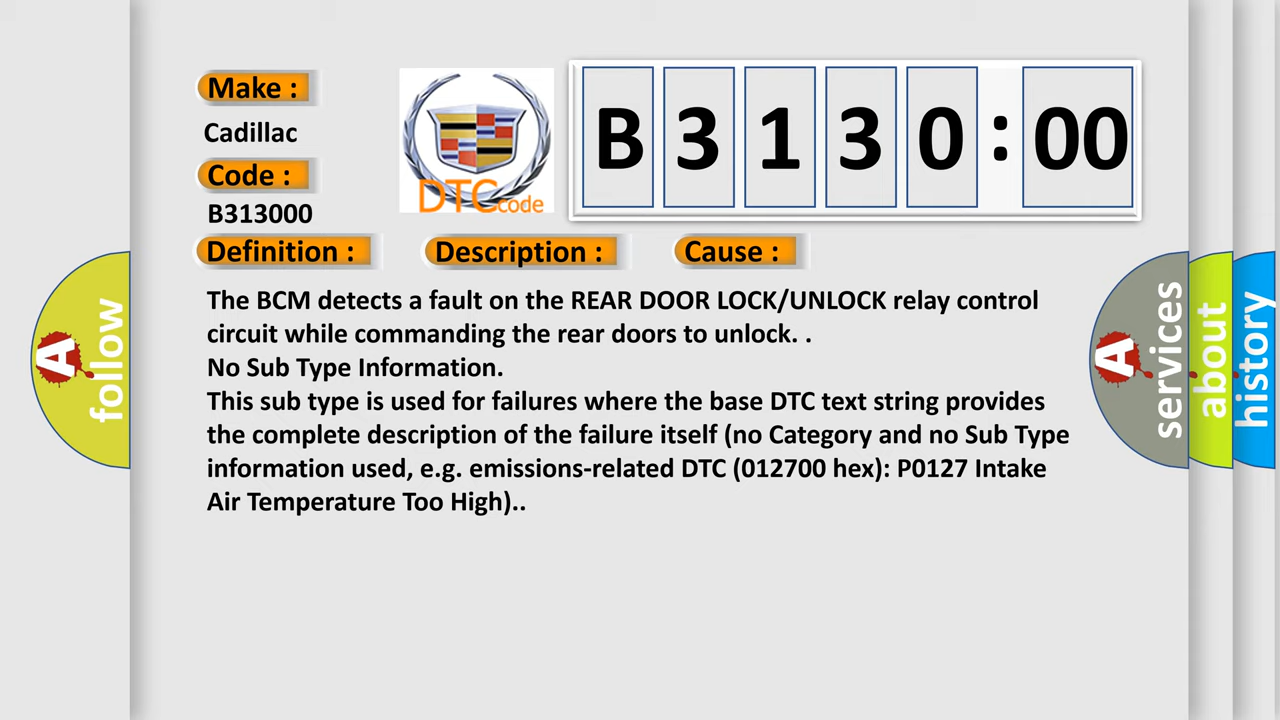 Make :
Cadillac
Code :
B313000
DTCcode
B3130:00
Definition :
Description :
Cause :
The BCM detects a fault on the REAR DOOR LOCK/UNLOCK relay control
circuit while commanding the rear doors to unlock. .
No Sub Type Information.
This sub type is used for failures where the base DTC text string provides
the complete description of the failure itself (no Category and no Sub Type
information used, e.g. emissions-related DTC (012700 hex): P0127 Intake
Air Temperature Too High)..
A follow
A services
about
history